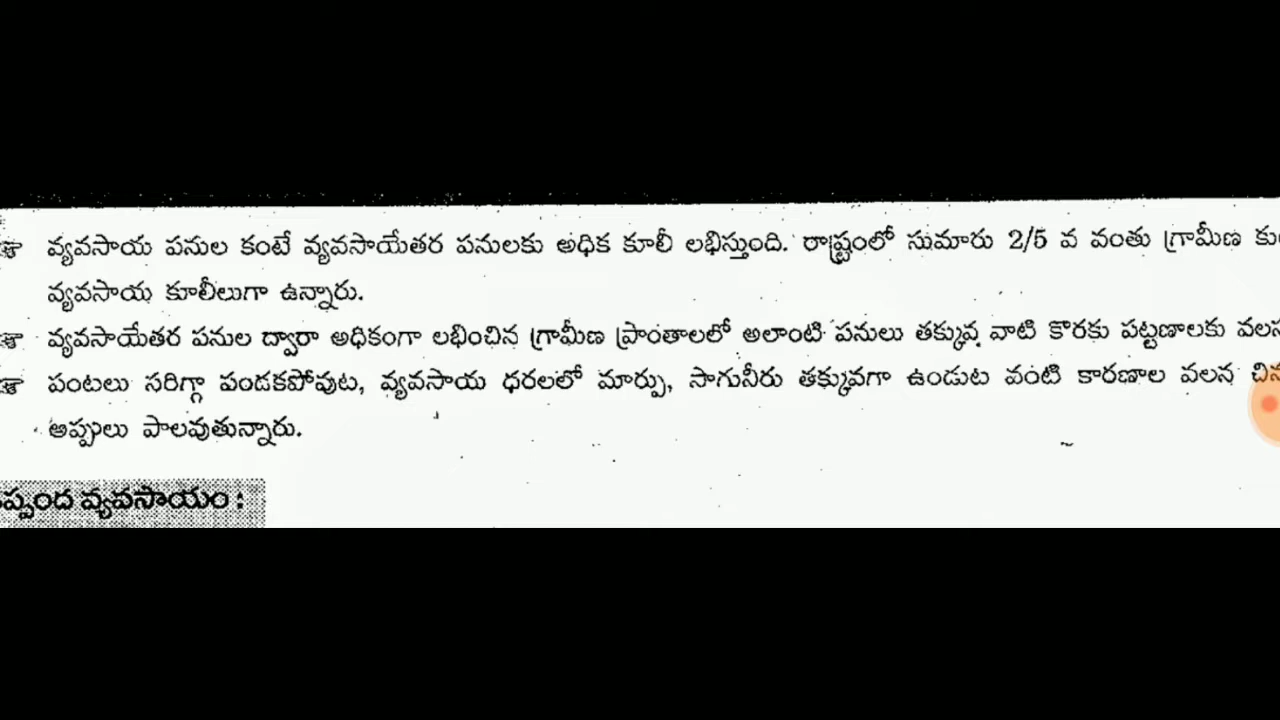 వ్యవసాయ పనుల కంటే వ్యవసాయేతర పనులకు అధిక కూలీ లభిస్తుంది. రాష్ట్రంలో సుమారు 2/5 వ వంతు గ్రామీణ
వ్యవసాయ కూలీలుగా ఉన్నారు.
వ్యవసాయేతర పనుల ద్వారా అధికంగా లభించిన గ్రామీణ ప్రాంతాలలో అలాంటి పనులు తక్కువ వాటి కొరకు పట్టణాలకు
పంటలు సరిగ్గా పండకపోవుట, వ్యవసాయ ధరలలో మార్పు, సాగునీరు తక్కువగా ఉండుట వంటి కారణాల వలన
అప్పులు పాలవుతున్నారు.
వ్యవసాయం :